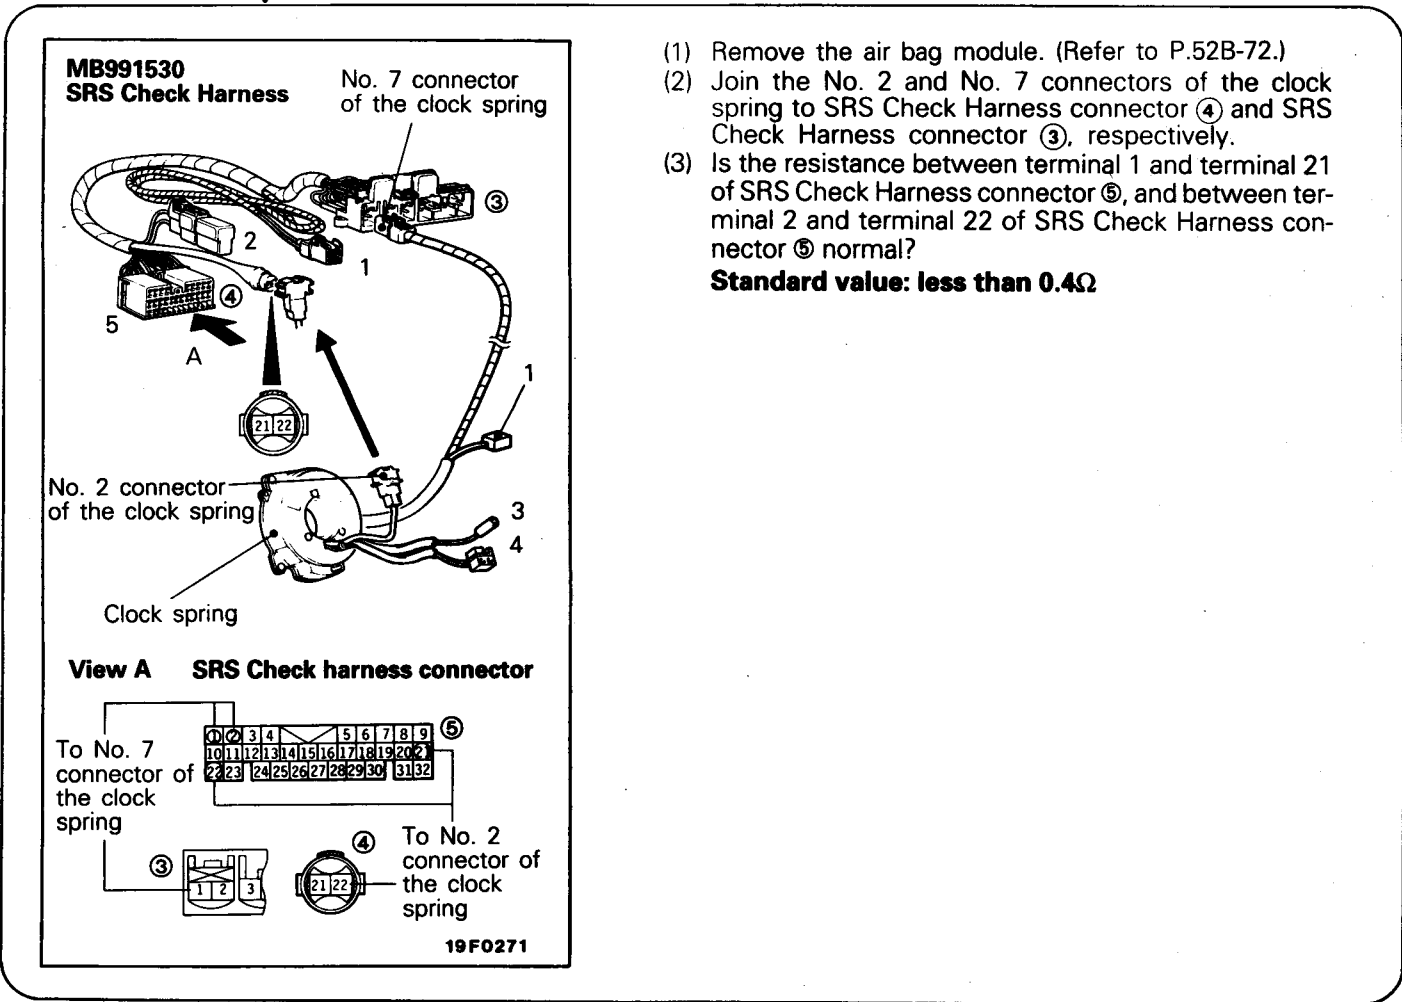 MB991530
SRS Check Harness
No. 7 connector
of the clock spring
③
2
1
④
5
A
1
21 22
No. 2 connector
of the clock spring
3
4
Clock spring
View A SRS Check harness connector
① ② 3 4 5 6 7 8 9 ⑤
10 11 12 13 14 15 16 17 18 19 20 21
22 23 24 25 26 27 28 29 30 31 32
To No. 7
connector of
the clock
spring
③
1 2 3
④
21 22
To No. 2
connector of
the clock
spring
19F0271
(1) Remove the air bag module. (Refer to P.52B-72.)
(2) Join the No. 2 and No. 7 connectors of the clock
spring to SRS Check Harness connector ④ and SRS
Check Harness connector ③, respectively.
(3) Is the resistance between terminal 1 and terminal 21
of SRS Check Harness connector ⑤, and between ter-
minal 2 and terminal 22 of SRS Check Harness con-
nector ⑤ normal?
Standard value: less than 0.4Ω